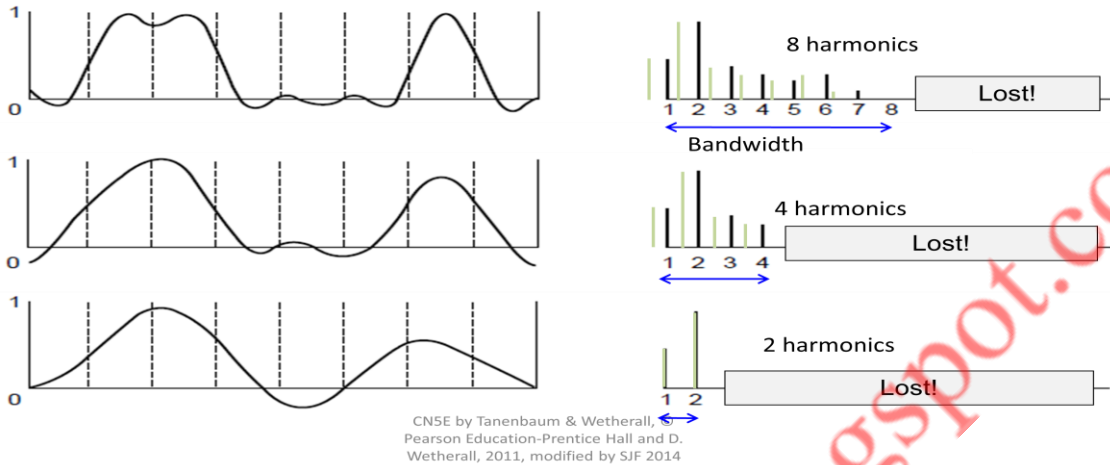 1
0
8 harmonics
1 2 3 4 5 6 7 8
Lost!
Bandwidth
1
0
4 harmonics
1 2 3 4
Lost!
1
0
2 harmonics
1 2
Lost!
CN5E by Tanenbaum & Wetherall, ©
Pearson Education-Prentice Hall and D.
Wetherall, 2011, modified by SJF 2014
gspot.co